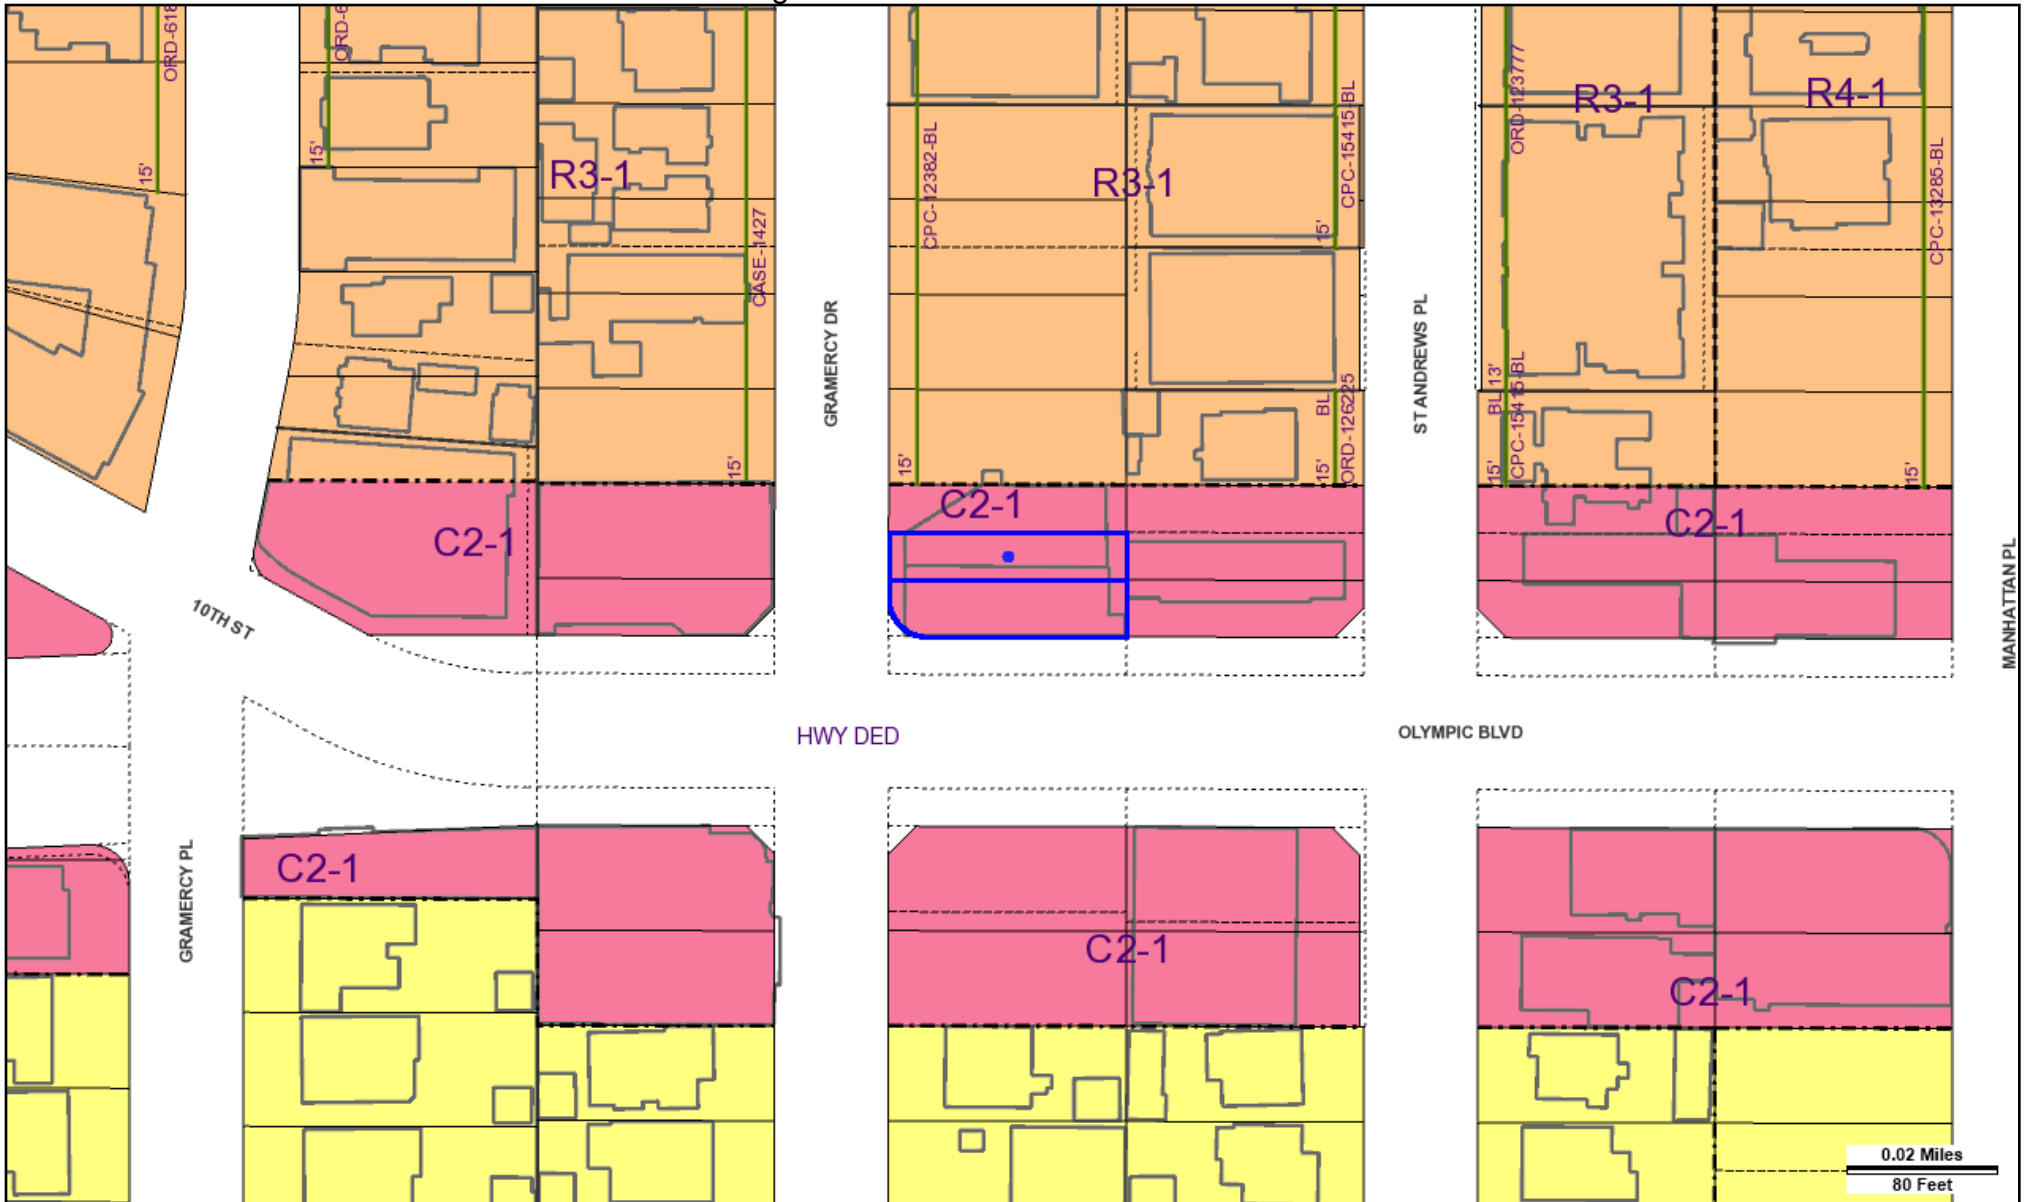 ORD-618
ORD-6
15'
15'
R3-1
CASE-1427
15'
GRAMERCY DR
CPC-12382-BL
15'
R3-1
CPC-15415-BL
15'
BL
ORD-126225
15'
ST ANDREWS PL
ORD-123777
R3-1
R4-1
CPC-13285-BL
13'
BL
CPC-15415-BL
15'
15'
C2-1
C2-1
C2-1
MANHATTAN PL
10TH ST
HWY DED
OLYMPIC BLVD
GRAMERCY PL
C2-1
C2-1
C2-1
0.02 Miles
80 Feet